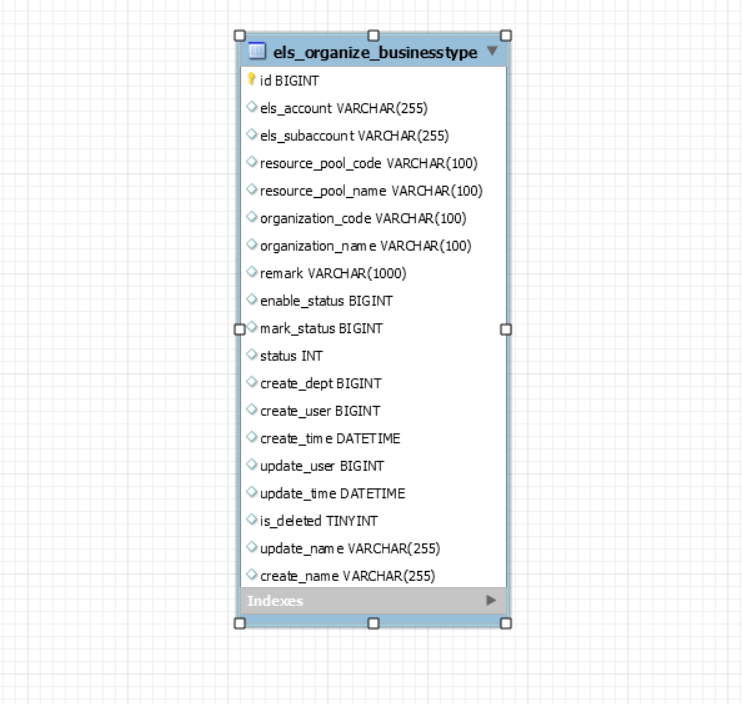 els_organize_businesstype
id BIGINT
els_account VARCHAR(255)
els_subaccount VARCHAR(255)
resource_pool_code VARCHAR(100)
resource_pool_name VARCHAR(100)
organization_code VARCHAR(100)
organization_name VARCHAR(100)
remark VARCHAR(1000)
enable_status BIGINT
mark_status BIGINT
status INT
create_dept BIGINT
create_user BIGINT
create_time DATETIME
update_user BIGINT
update_time DATETIME
is_deleted TINYINT
update_name VARCHAR(255)
create_name VARCHAR(255)
Indexes